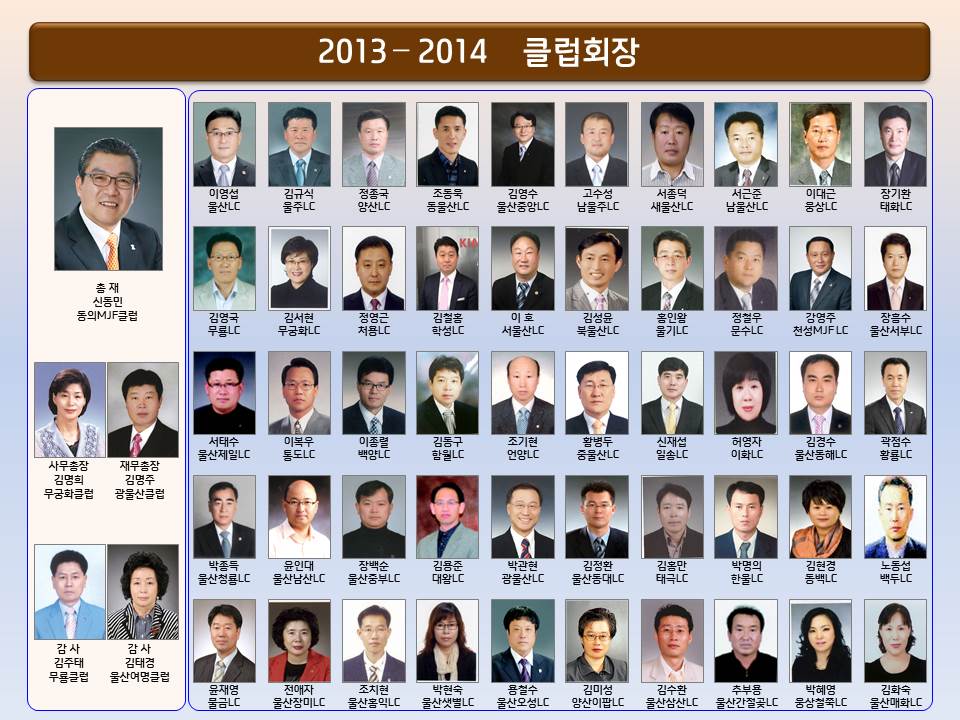 2013 – 2014 클럽회장
총 재
신동민
동의MJF클럽
사무총장
김명희
무궁화클럽
재무총장
김명주
광울산클럽
감 사
김주태
무룡클럽
감 사
김태경
울산여명클럽
이영섭
울산LC
김규식
울주LC
정종국
양산LC
조동욱
동울산LC
김영수
울산중앙LC
고수성
남울주LC
서종덕
새울산LC
서근준
남울산LC
이대근
웅상LC
장기환
태화LC
김영국
무룡LC
김서현
무궁화LC
정영근
처용LC
김철홍
학성LC
이 호
서울산LC
김성윤
북울산LC
홍인왕
울기LC
정철우
문수LC
강영주
천성MJF LC
장흥수
울산서부LC
서태수
울산제일LC
이복우
통도LC
이종렬
백양LC
김동구
함월LC
조기현
언양LC
황병두
중울산LC
신재섭
일송LC
허영자
이화LC
김경수
울산동해LC
곽점수
황룡LC
박종득
울산청룡LC
윤인대
울산남산LC
장백순
울산중부LC
김용준
대왕LC
박관현
광울산LC
김정환
울산동대LC
김홍만
태극LC
박명의
한울LC
김현경
동백LC
노동섭
백두LC
윤재영
울금LC
전애자
울산장미LC
조치현
울산홍익LC
박현숙
울산샛별LC
용철수
울산오성LC
김미성
양산이팝LC
김수환
울산삼산LC
추부용
울산간절곶LC
박혜영
울상철쭉LC
김화숙
울산매화LC